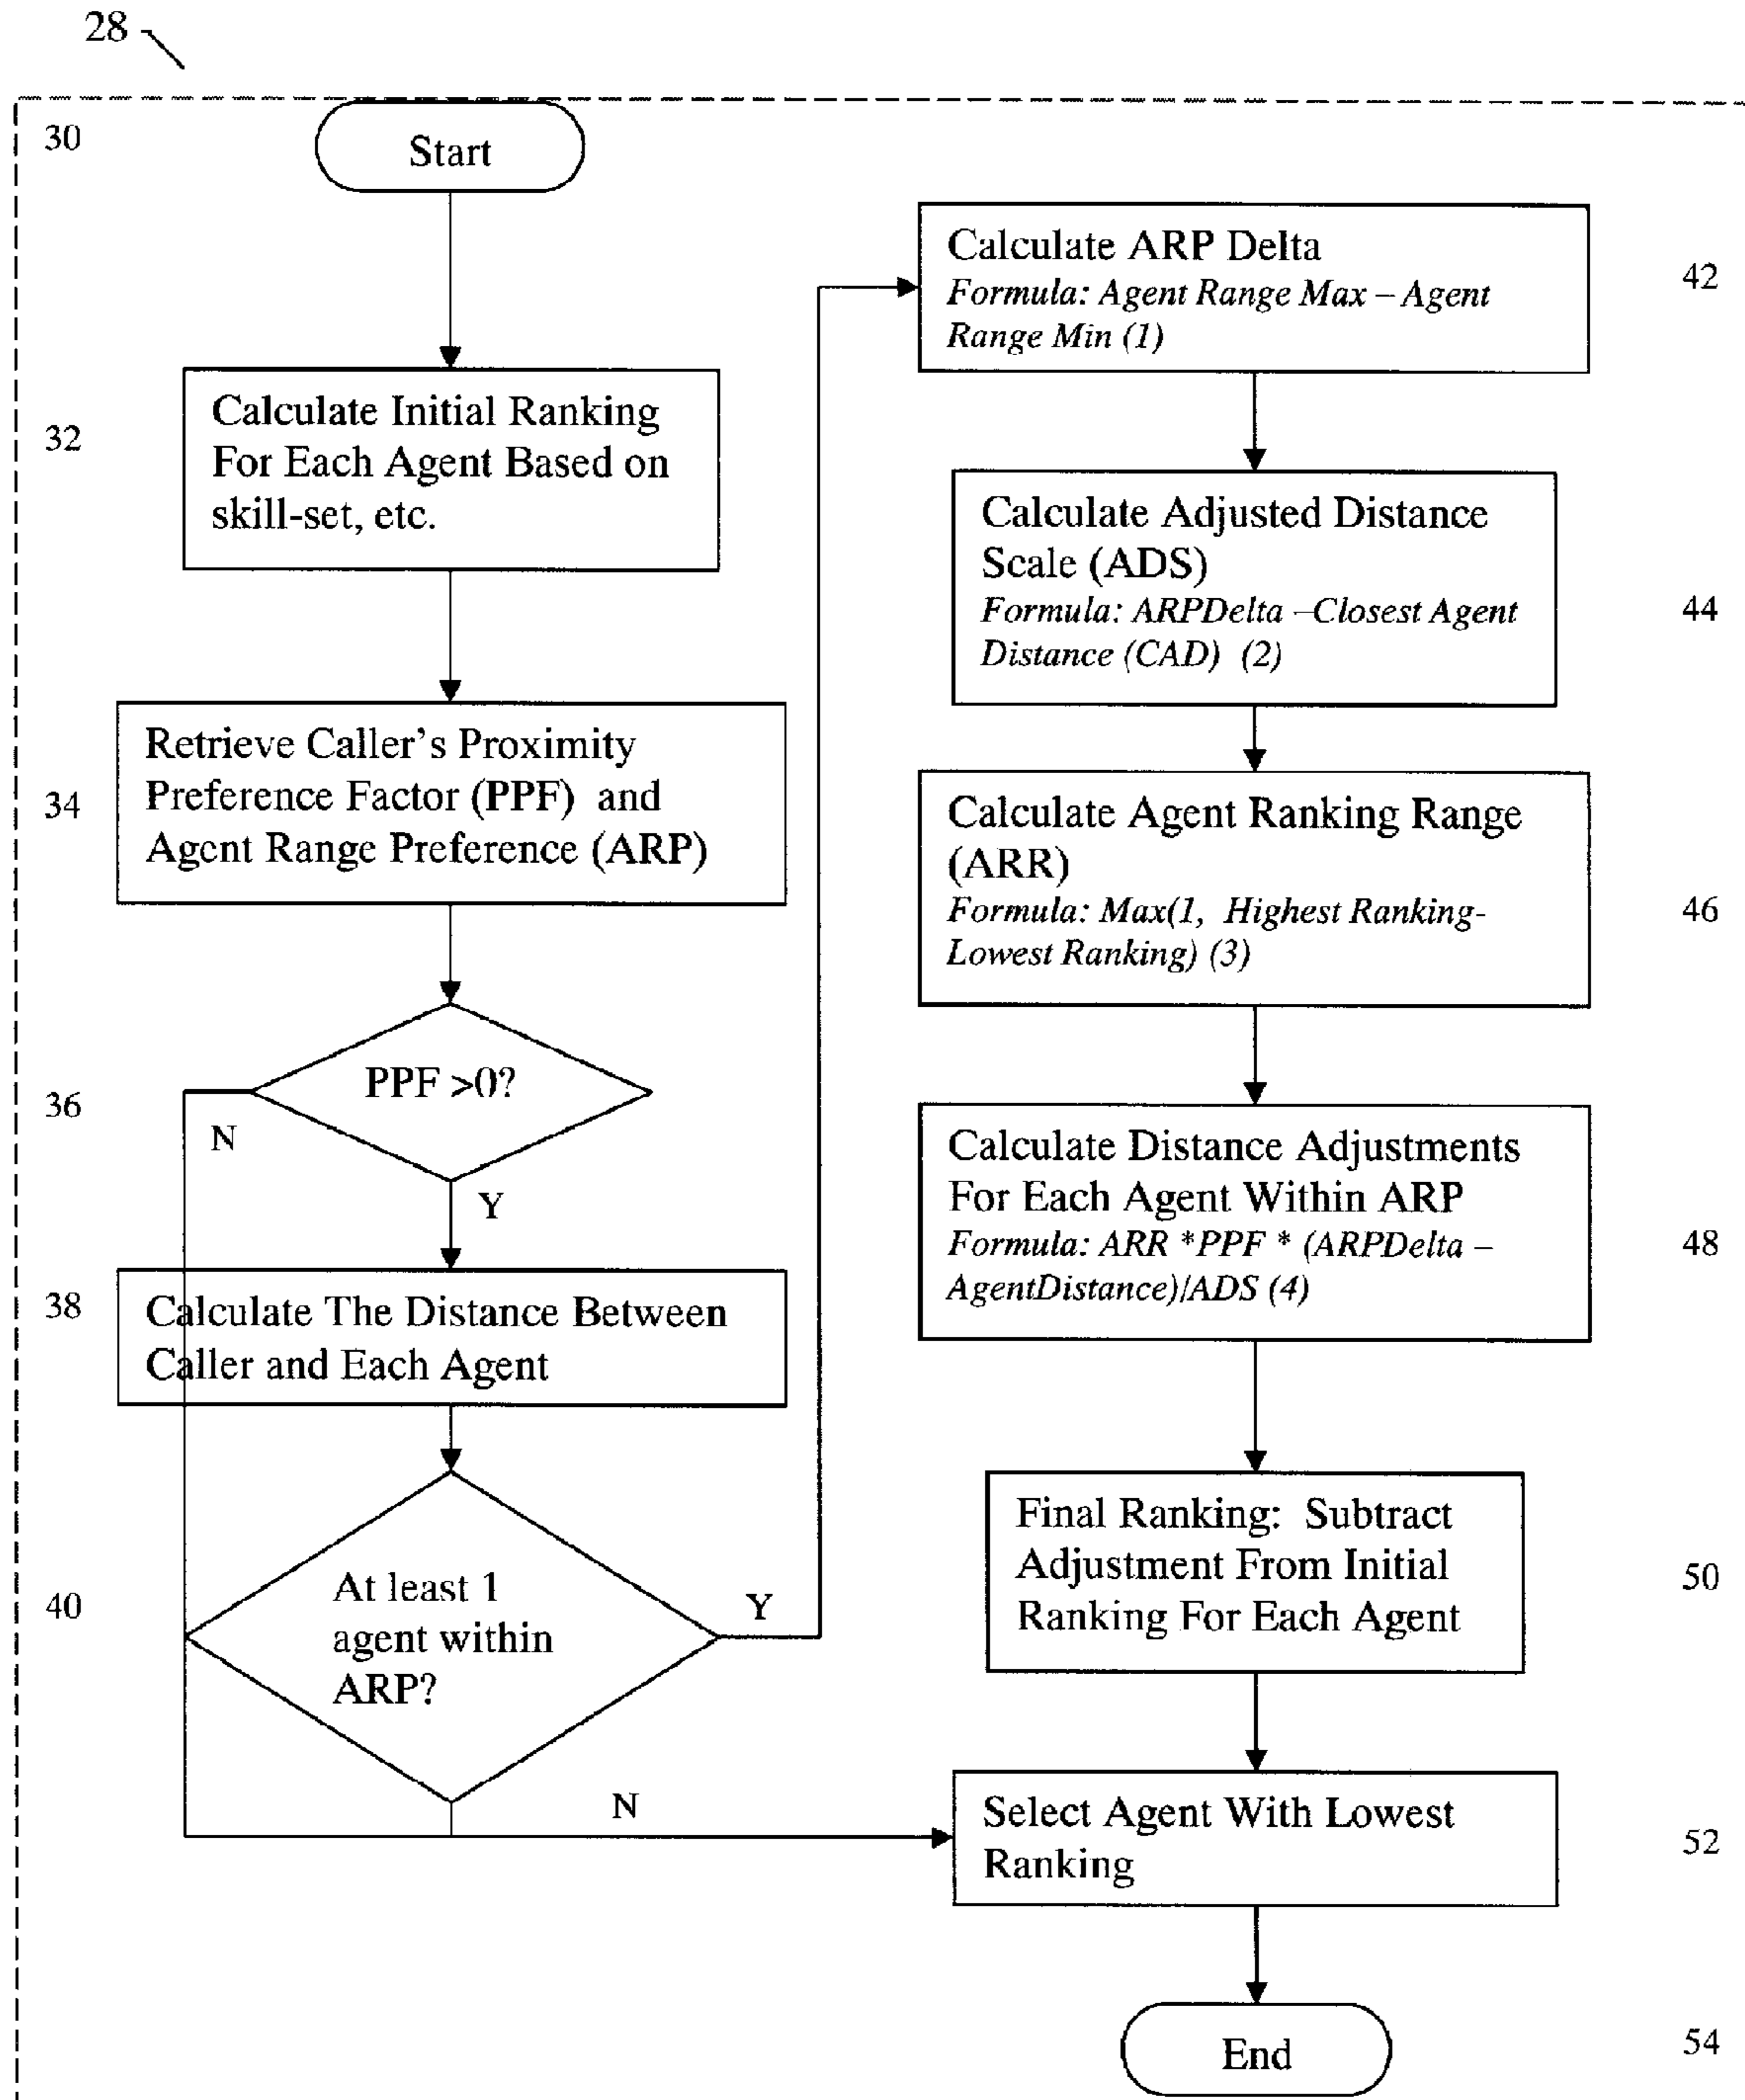 28
30
Start
32
Calculate Initial Ranking
For Each Agent Based on
skill-set, etc.
34
Retrieve Caller's Proximity
Preference Factor (PPF) and
Agent Range Preference (ARP)
36
PPF >0?
N
Y
38
Calculate The Distance Between
Caller and Each Agent
40
At least 1
agent within
ARP?
Y
N
Calculate ARP Delta
Formula: Agent Range Max – Agent
Range Min (1)
42
Calculate Adjusted Distance
Scale (ADS)
Formula: ARPDelta –Closest Agent
Distance (CAD) (2)
44
Calculate Agent Ranking Range
(ARR)
Formula: Max(1, Highest Ranking-
Lowest Ranking) (3)
46
Calculate Distance Adjustments
For Each Agent Within ARP
Formula: ARR *PPF * (ARPDelta –
AgentDistance)/ADS (4)
48
Final Ranking: Subtract
Adjustment From Initial
Ranking For Each Agent
50
Select Agent With Lowest
Ranking
52
End
54